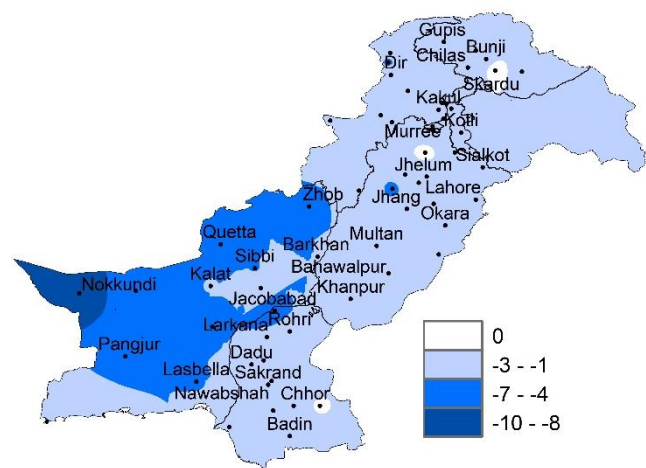 Gupis
Chilas
Bunji
Dir
Skardu
Kakul
Kotli
Murree
Jhelum
Sialkot
Lahore
Jhang
Okara
Zhob
Quetta
Multan
Barkhan
Sibbi
Kalat
Bahawalpur
Nokkundi
Khanpur
Jacobabad
Larkana
Rohri
Pangjur
Dadu
Lasbella
Sakrand
Nawabshah
Chhor
Badin
0
-3 - -1
-7 - -4
-10 - -8